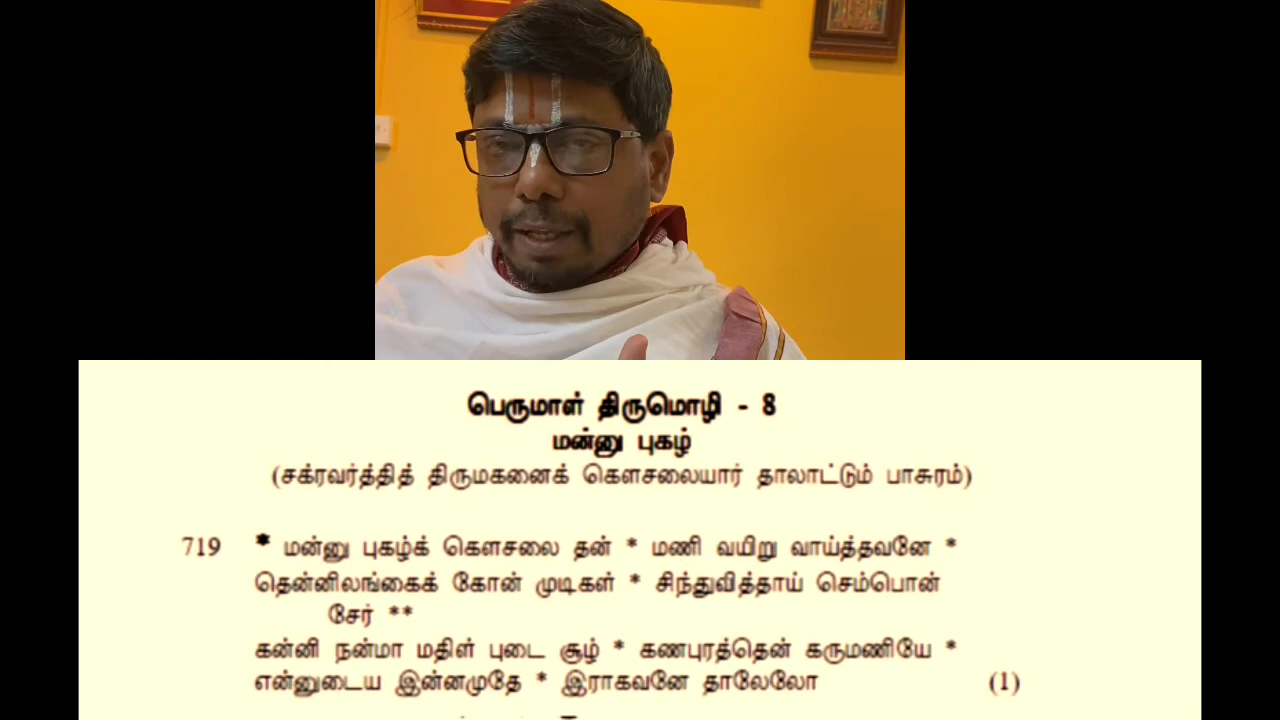 பெருமாள் திருமொழி - 8
மன்னு புகழ்
(சக்ரவர்த்தித் திருமகனைக் கௌசலையார் தாலாட்டும் பாசுரம்)
719 * மன்னு புகழ்க் கௌசலை தன் * மணி வயிறு வாய்த்தவனே *
தென்னிலங்கைக் கோன் முடிகள் * சிந்துவித்தாய் செம்பொன்
சேர் **
கன்னி நன்மா மதிள் புடை சூழ் * கணபுரத்தென் கருமணியே *
என்னுடைய இன்னமுதே * இராகவனே தாலேலோ (1)